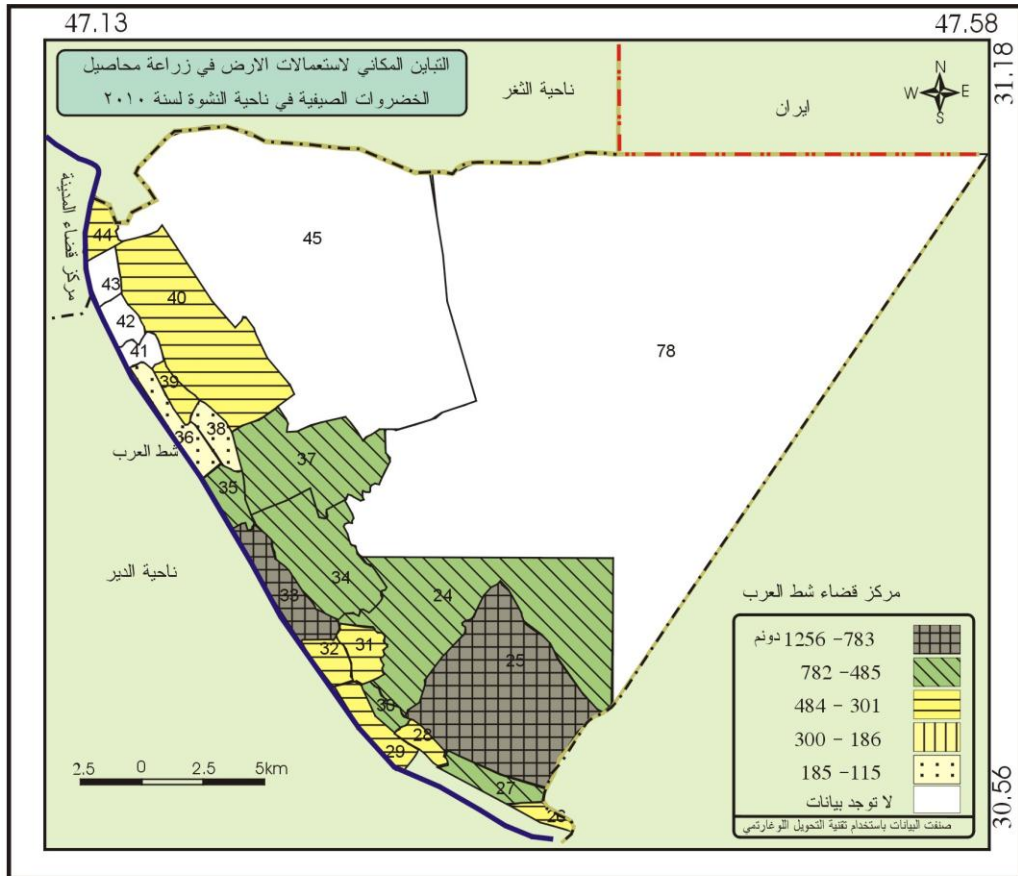 47.13
47.58
31.18
30.56
التباين المكاني لاستعمالات الارض في زراعة محاصيل
الخضروات الصيفية في ناحية النشوة لسنة ٢٠١٠
ناحية الثغر
ايران
N
W
E
S
مركز قضاء المدينة
44
45
43
40
42
78
41
39
36
38
شط العرب
37
35
34
33
ناحية الدير
24
25
32
31
30
28
29
27
26
مركز قضاء شط العرب
783 - 1256 دونم
485 - 782
301 - 484
186 - 300
115 - 185
لا توجد بيانات
صنفت البيانات باستخدام تقنية التحويل اللوغارتمي
2.5 0 2.5 5km